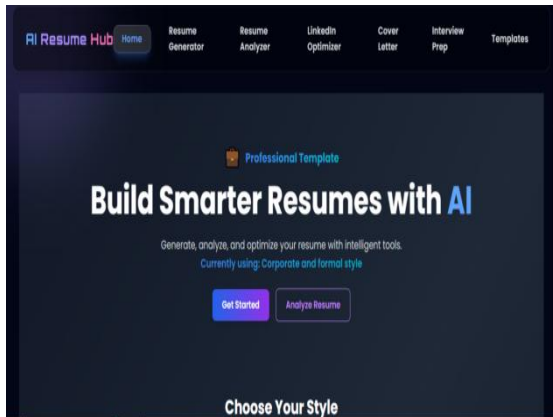 AI Resume Hub
Home
Resume
Generator
Resume
Analyzer
LinkedIn
Optimizer
Cover
Letter
Interview
Prep
Templates
Professional Template
Build Smarter Resumes with AI
Generate, analyze, and optimize your resume with intelligent tools.
Currently using: Corporate and formal style
Get Started
Analyze Resume
Choose Your Style